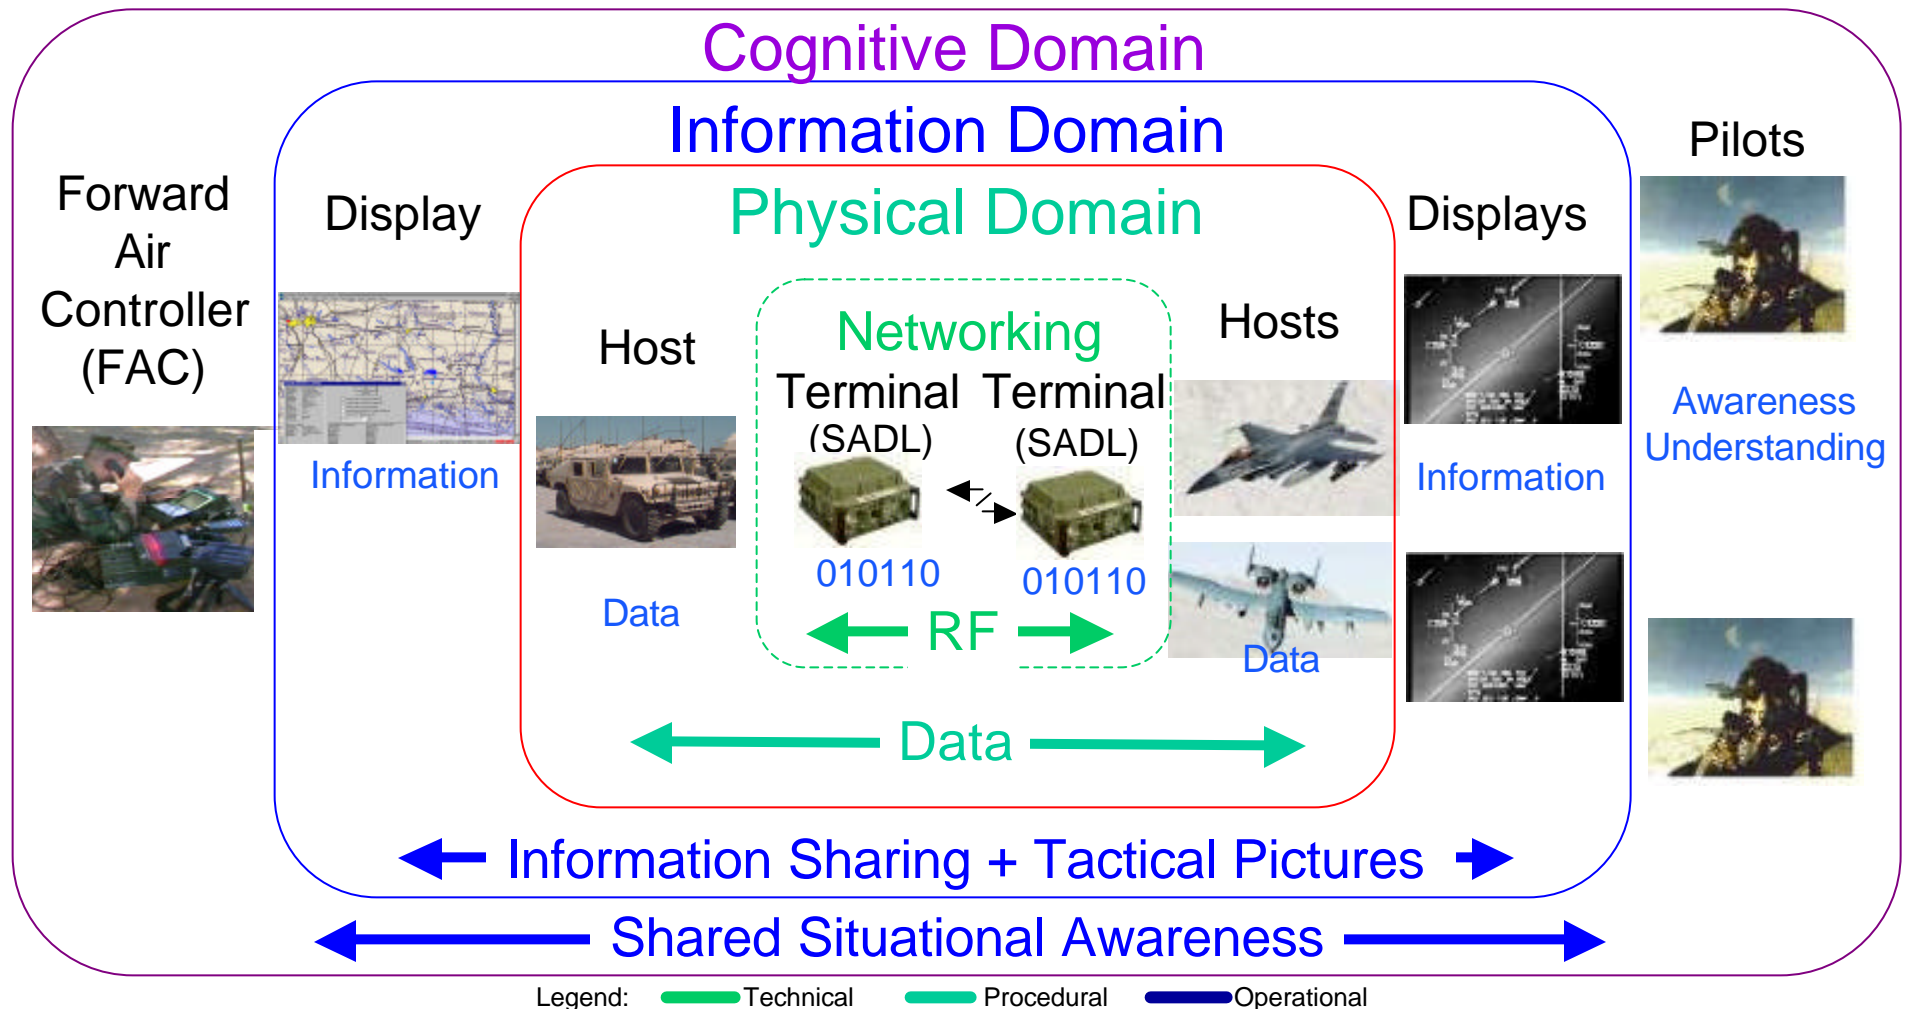 Cognitive Domain
Information Domain
Physical Domain
Forward
Air
Controller
(FAC)
Display
Information
Host
Data
Networking
Terminal
(SADL)
010110
Terminal
(SADL)
010110
RF
Hosts
Data
Displays
Information
Pilots
Awareness
Understanding
Data
Information Sharing + Tactical Pictures
Shared Situational Awareness
Legend: Technical Procedural Operational